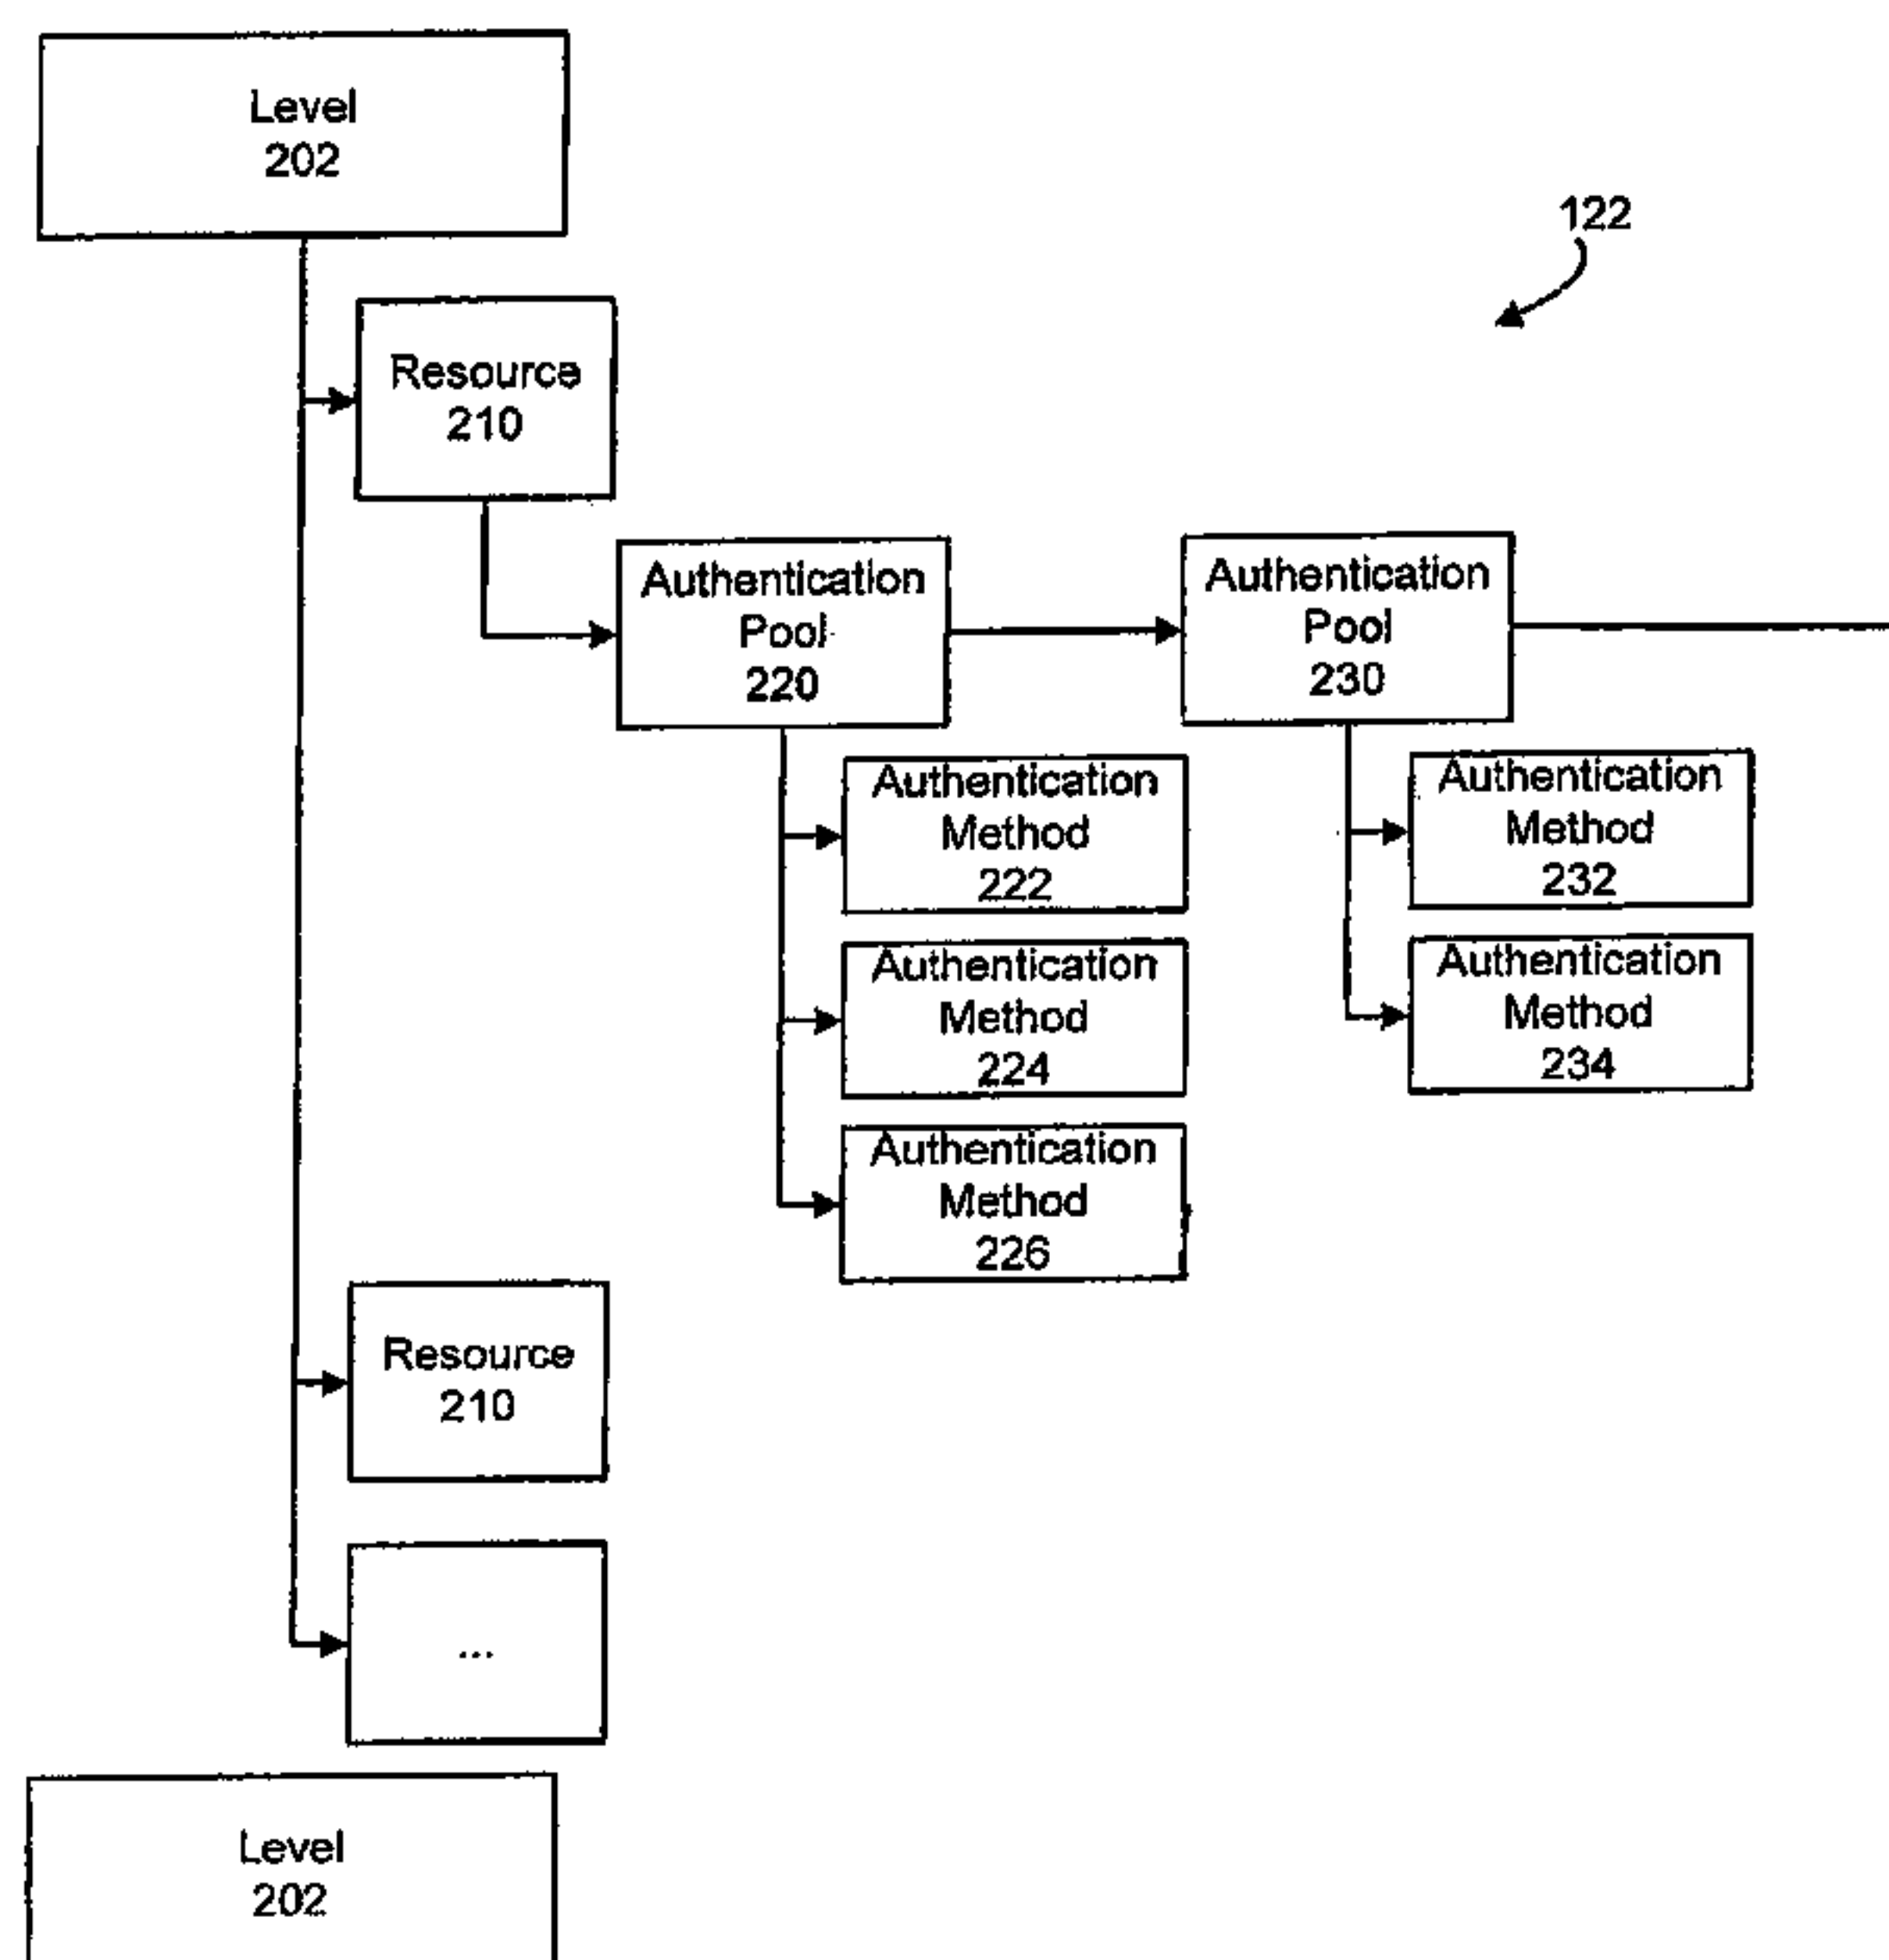 Level
202
122
Resource
210
Authentication
Pool
220
Authentication
Pool
230
Authentication
Method
222
Authentication
Method
224
Authentication
Method
226
Authentication
Method
232
Authentication
Method
234
Resource
210
...
Level
202